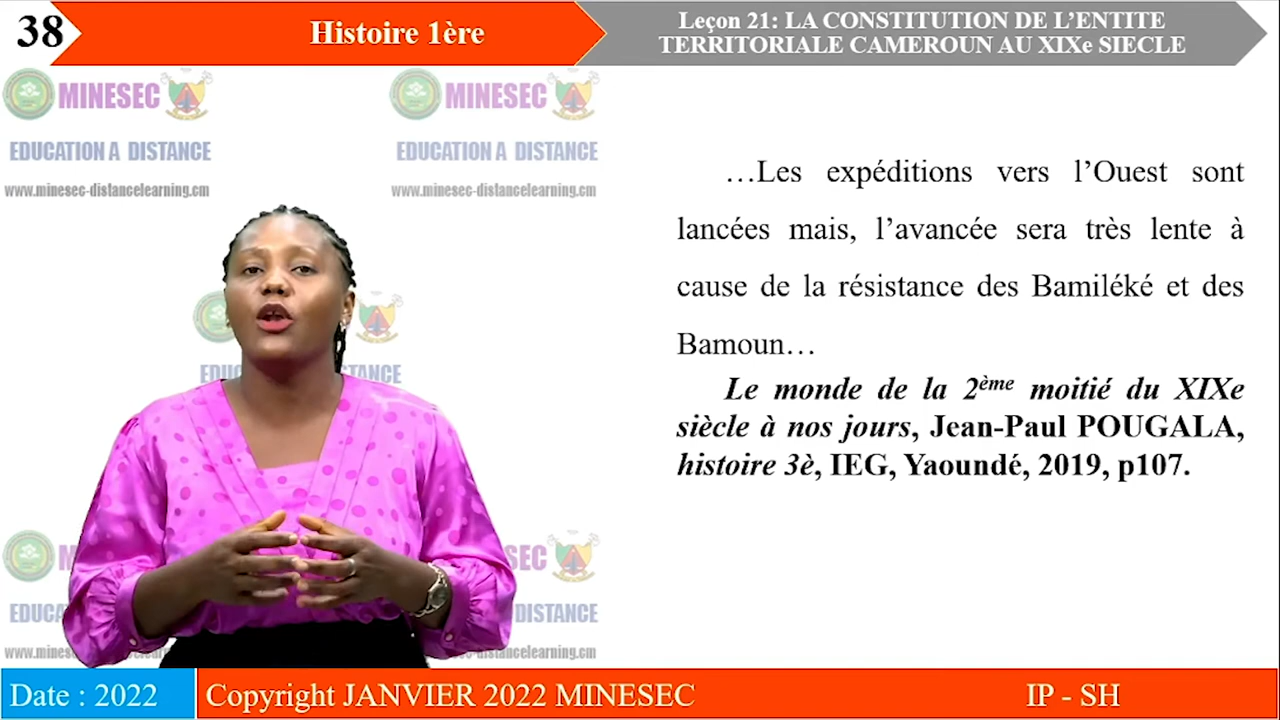 38
Histoire 1ère
Leçon 21: LA CONSTITUTION DE L’ENTITE
TERRITORIALE CAMEROUN AU XIXe SIECLE
MINESEC
EDUCATION A DISTANCE
www.minesec-distancelearning.cm
MINESEC
EDUCATION A DISTANCE
www.minesec-distancelearning.cm
…Les expéditions vers l’Ouest sont
lancées mais, l’avancée sera très lente à
cause de la résistance des Bamiléké et des
Bamoun…
Le monde de la 2ème moitié du XIXe
siècle à nos jours, Jean-Paul POUGALA,
histoire 3è, IEG, Yaoundé, 2019, p107.
Date : 2022
Copyright JANVIER 2022 MINESEC
IP - SH